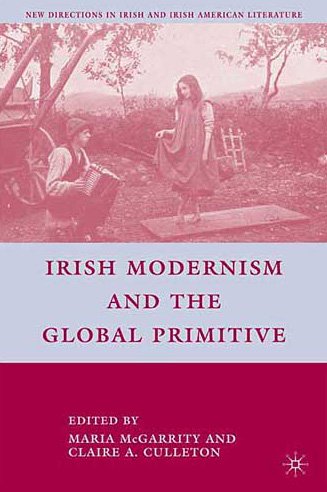 NEW DIRECTIONS IN IRISH AND IRISH AMERICAN LITERATURE
IRISH MODERNISM
AND THE
GLOBAL PRIMITIVE
EDITED BY
MARIA McGARRITY AND
CLAIRE A. CULLETON